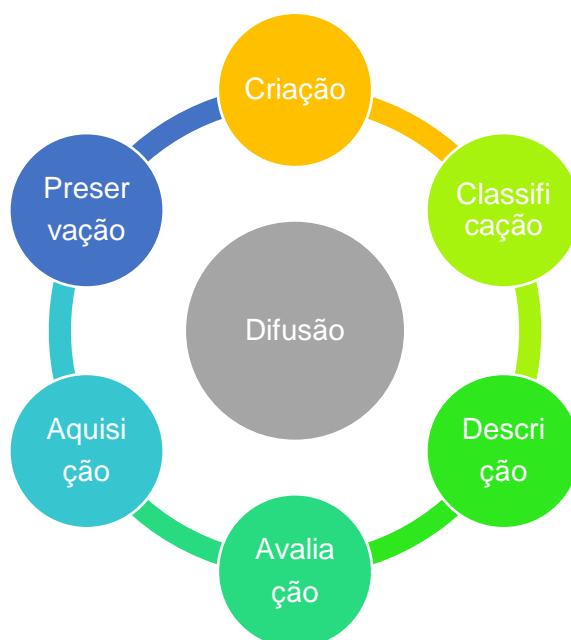 Criação
Classifi
cação
Descri
ção
Avalia
ção
Aquisi
ção
Preser
vação
Difusão